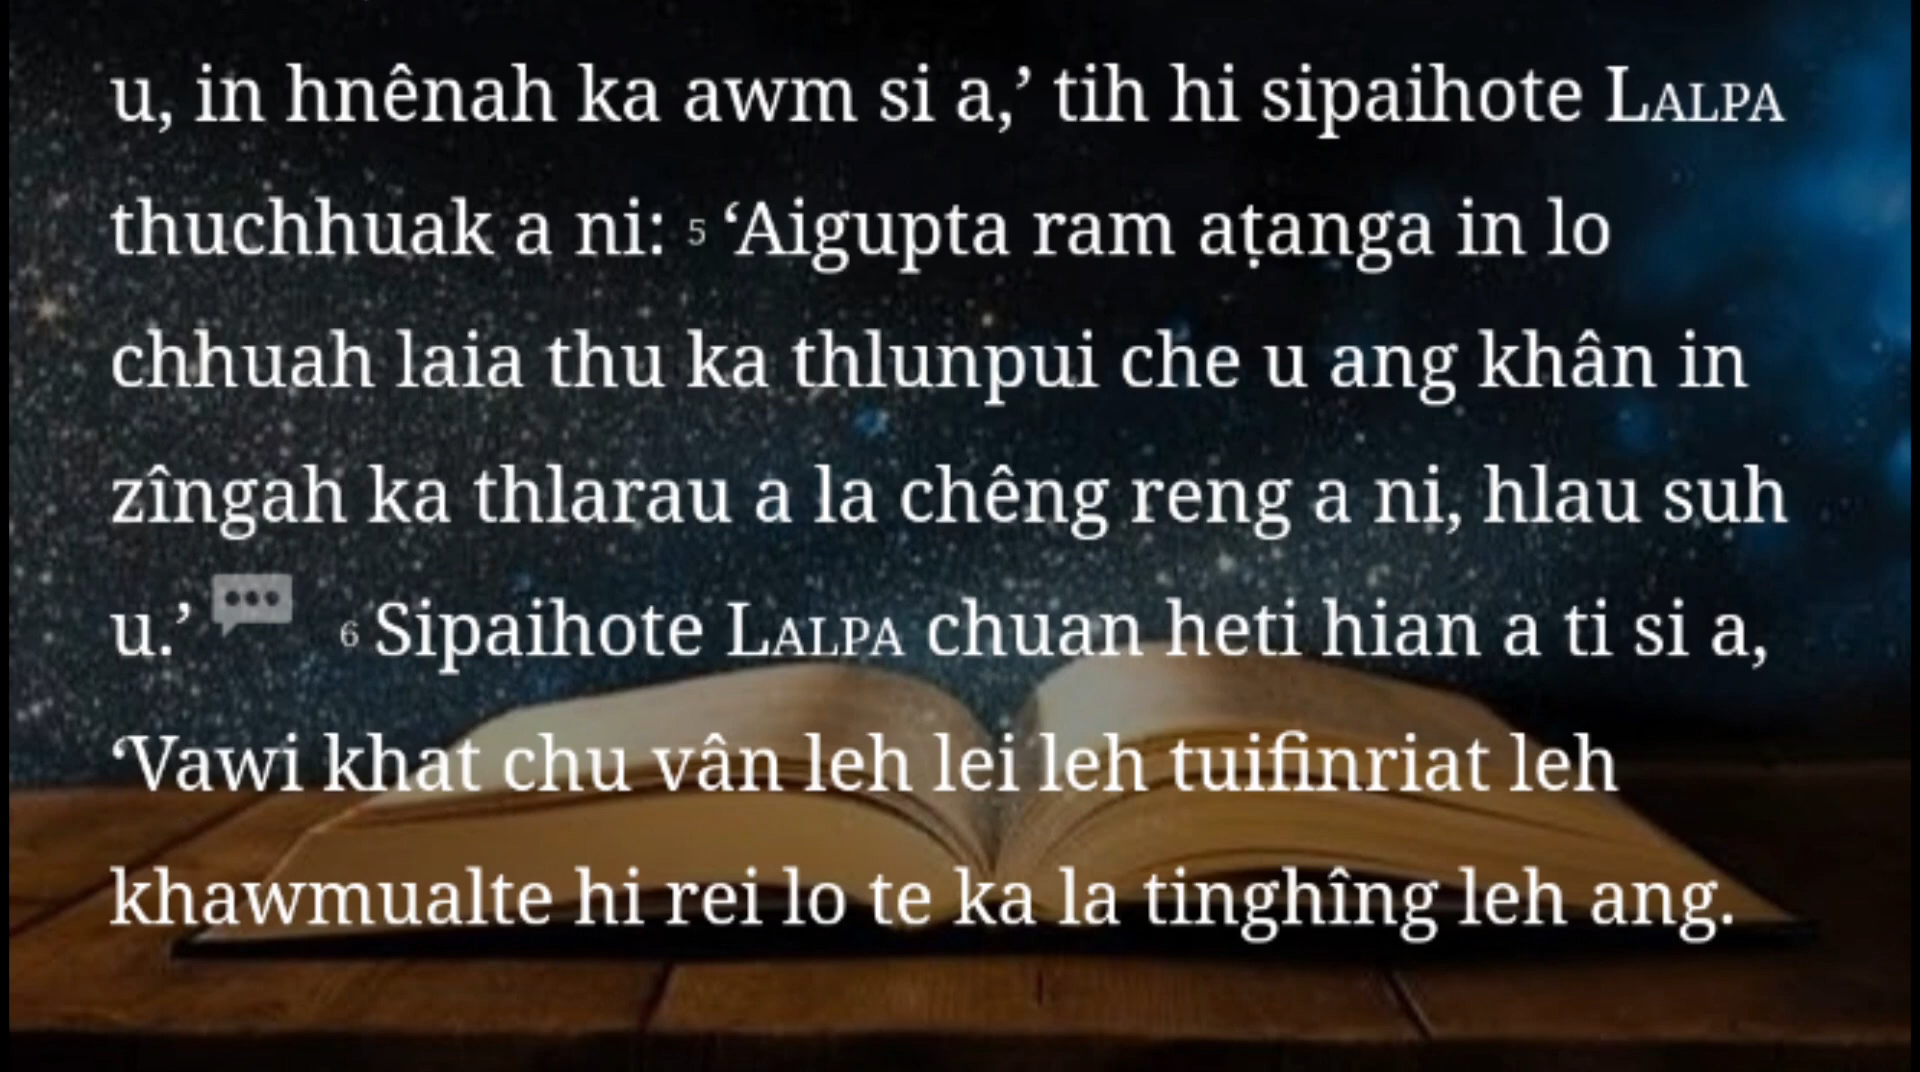 u, in hnênah ka awm si a,’ tih hi sipaihote LALPA
thuchhuak a ni: 5 ‘Aigupta ram aṭanga in lo
chhuah laia thu ka thlunpui che u ang khân in
zîngah ka thlarau a la chêng reng a ni, hlau suh
u.’ 6 Sipaihote LALPA chuan heti hian a ti si a,
‘Vawi khat chu vân leh lei leh tuifinriat leh
khawmualte hi rei lo te ka la tinghîng leh ang.